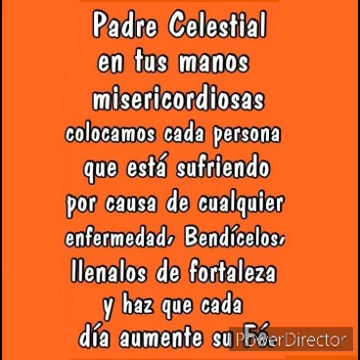 Padre Celestial
en tus manos
misericordiosas
colocamos cada persona
que está sufriendo
por causa de cualquier
enfermedad, Bendícelos,
llenalos de fortaleza
y haz que cada
día aumente su Fé.
PowerDirector